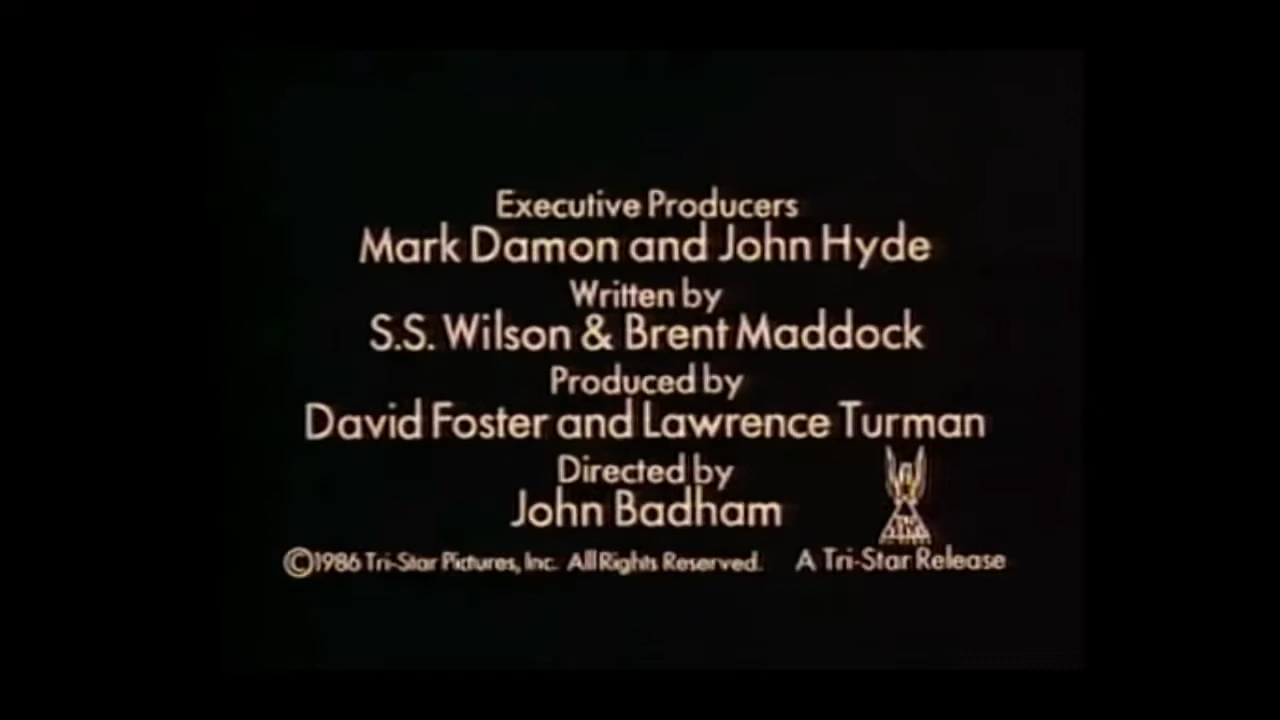 Executive Producers
Mark Damon and John Hyde
Written by
S.S. Wilson & Brent Maddock
Produced by
David Foster and Lawrence Turman
Directed by
John Badham
©1986 Tri-Star Pictures, Inc. All Rights Reserved. A Tri-Star Release